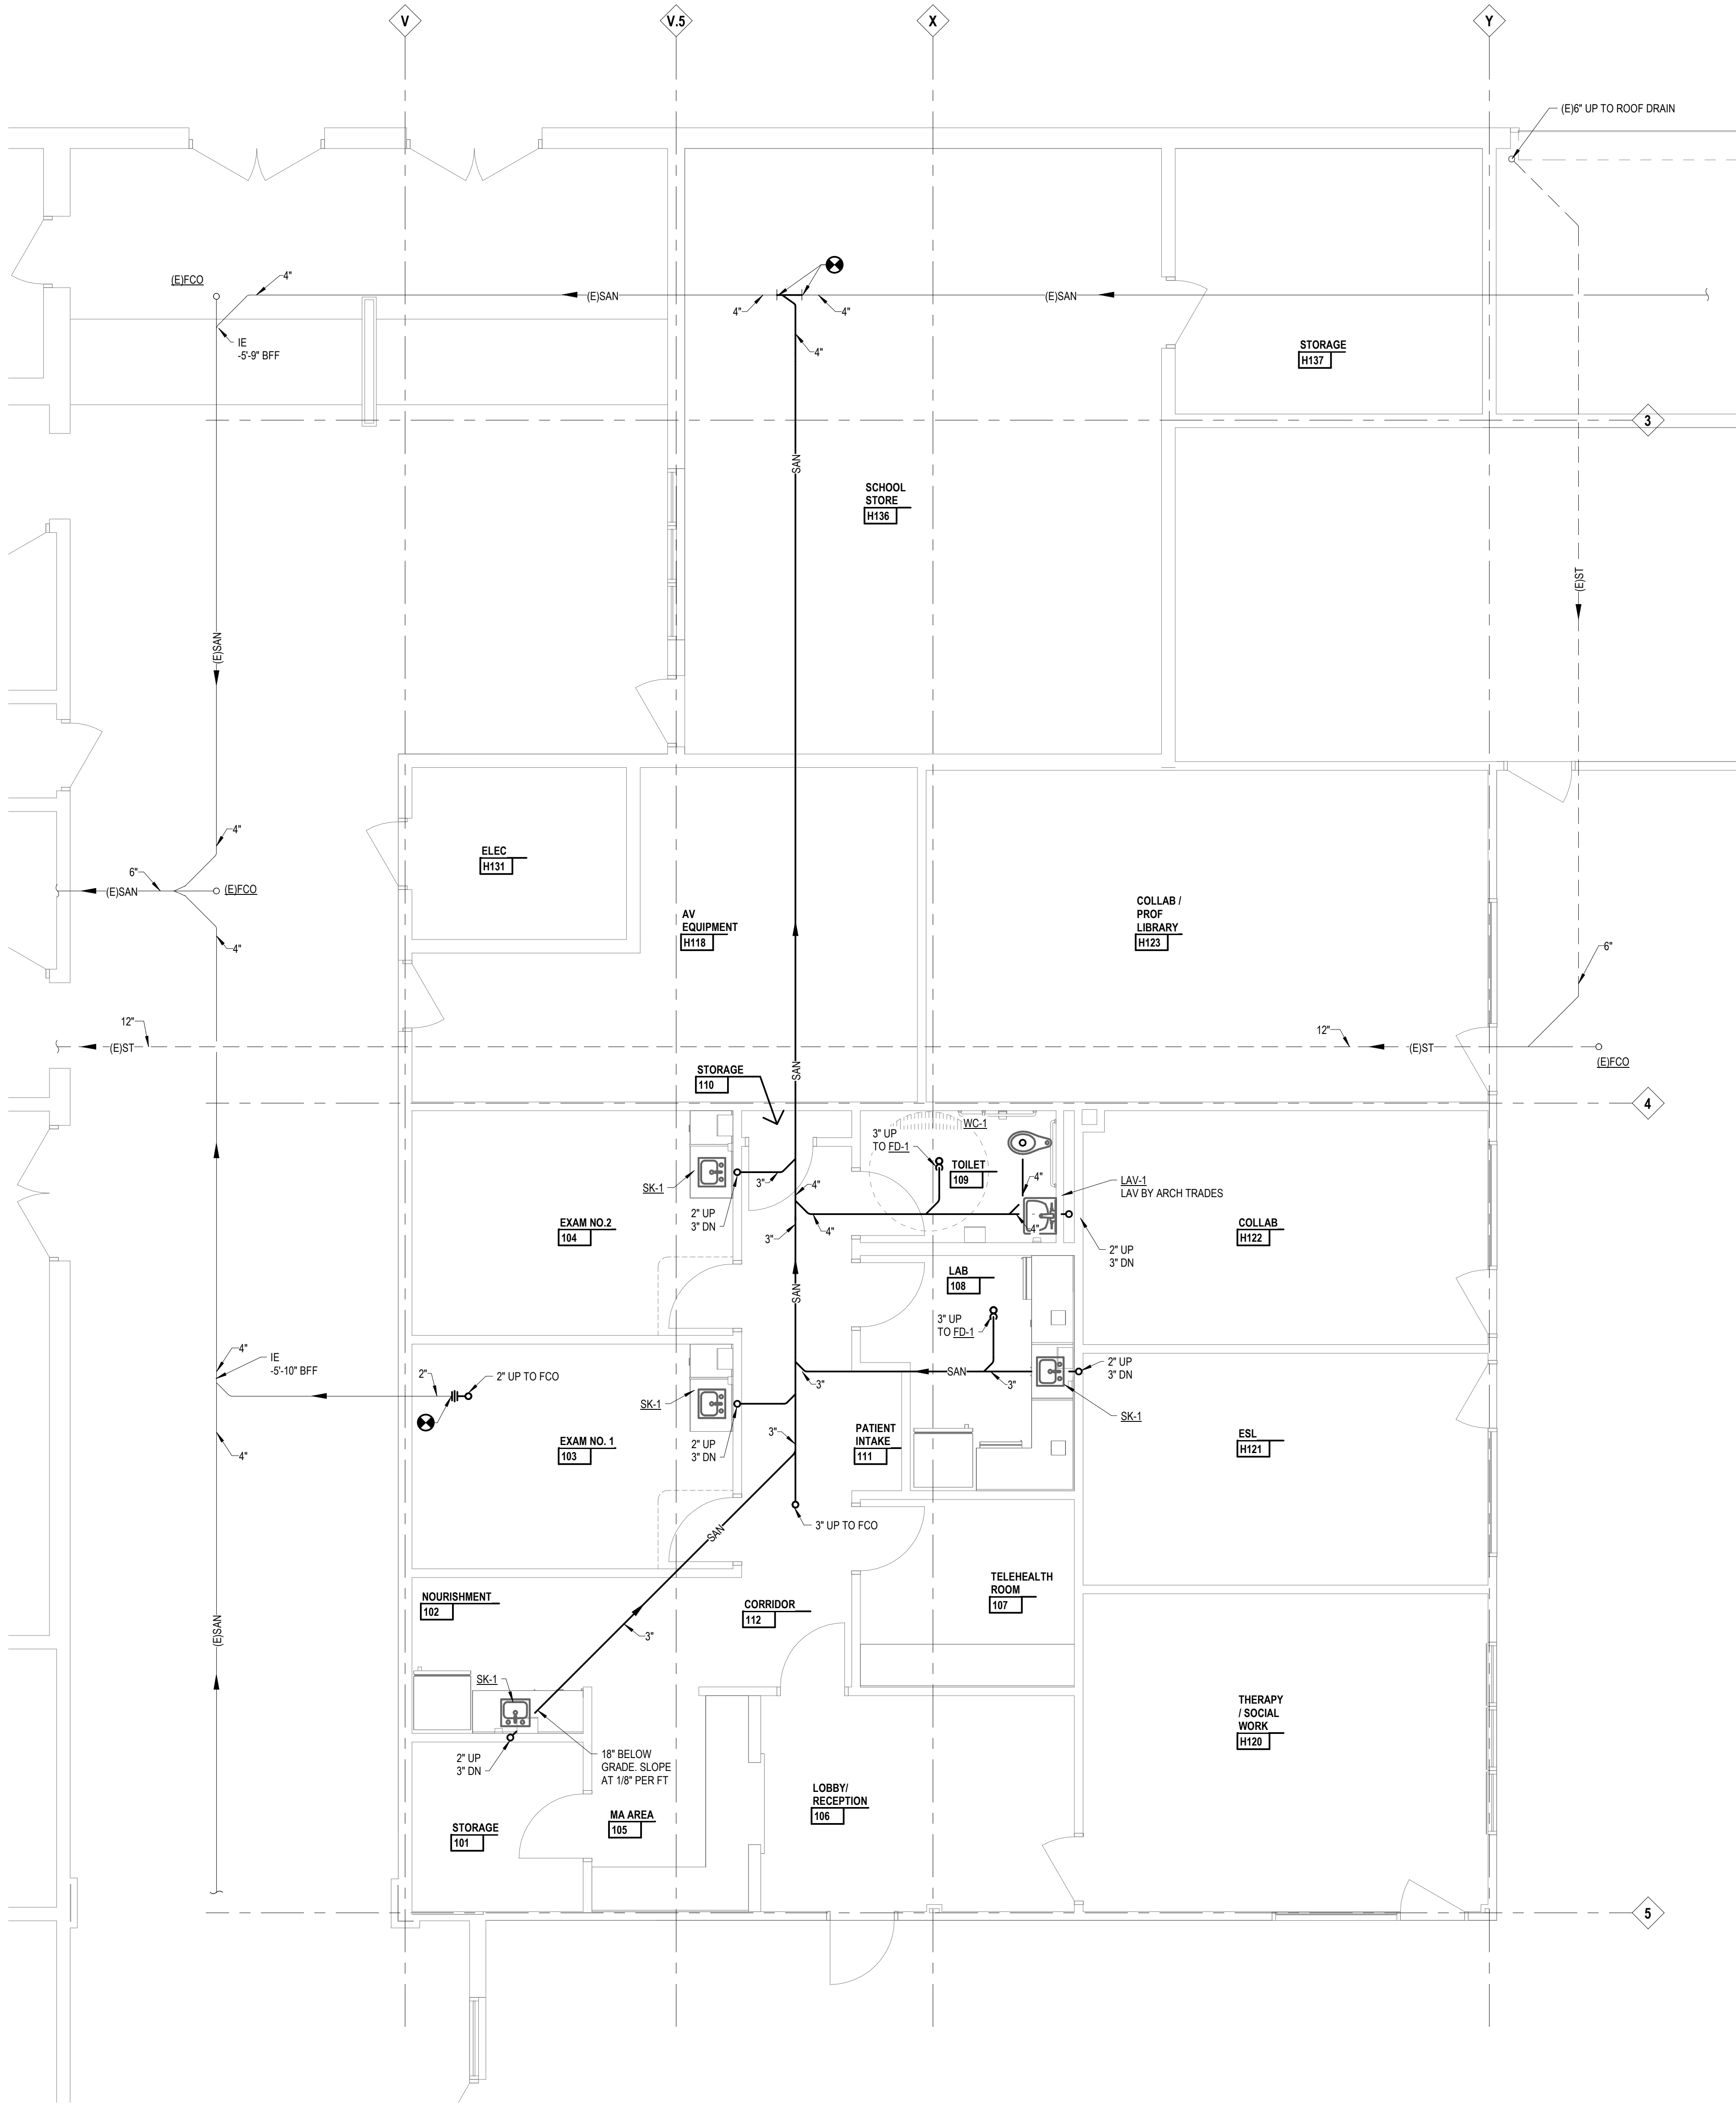 V
V.5
X
Y
(E)6" UP TO ROOF DRAIN
(E)FCO
4"
(E)SAN
4"
4"
(E)SAN
IE
-5'-9" BFF
4"
STORAGE
H137
3
SAN
SCHOOL
STORE
H136
(E)ST
(E)SAN
4"
ELEC
H131
6"
(E)SAN
(E)FCO
COLLAB /
PROF
LIBRARY
H123
AV
EQUIPMENT
H118
4"
6"
12"
(E)ST
12"
(E)ST
(E)FCO
STORAGE
110
SAN
4
WC-1
3" UP
TO FD-1
TOILET
109
4"
SK-1
3"
4"
LAV-1
LAV BY ARCH TRADES
2" UP
3" DN
EXAM NO.2
104
4"
4"
3"
COLLAB
H122
2" UP
3" DN
LAB
108
SAN
3" UP
TO FD-1
4"
IE
-5'-10" BFF
2"
2" UP TO FCO
SAN
3"
3"
2" UP
3" DN
SK-1
SK-1
EXAM NO. 1
103
2" UP
3" DN
3"
PATIENT
INTAKE
111
ESL
H121
4"
3" UP TO FCO
SAN
TELEHEALTH
ROOM
107
NOURISHMENT
102
CORRIDOR
112
(E)SAN
3"
SK-1
THERAPY
/ SOCIAL
WORK
H120
2" UP
3" DN
18" BELOW
GRADE. SLOPE
AT 1/8" PER FT
LOBBY/
RECEPTION
106
MA AREA
105
STORAGE
101
5